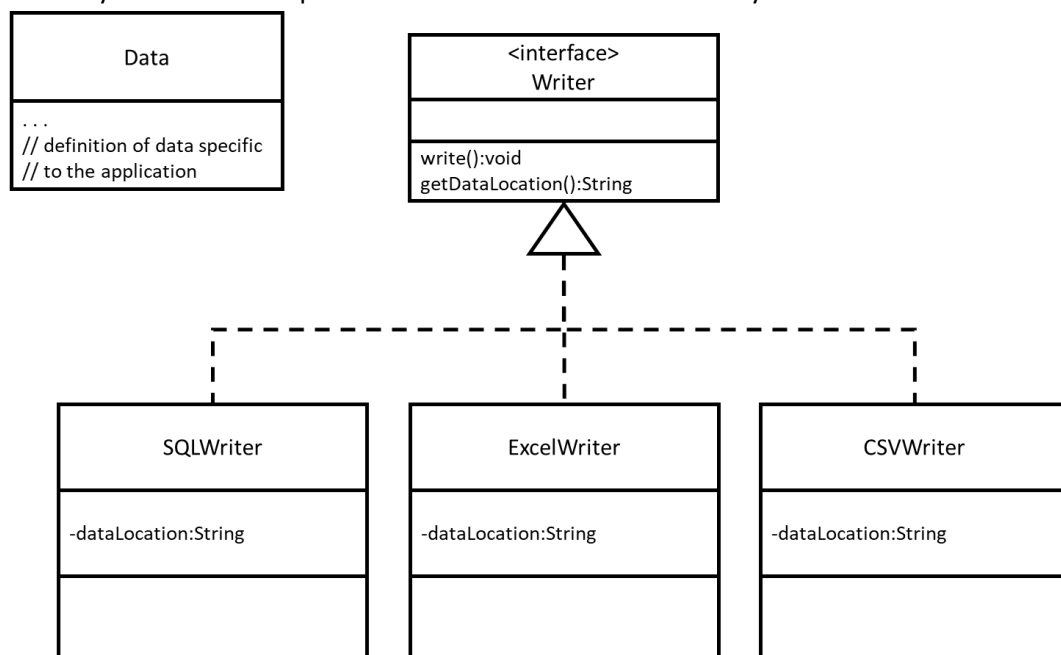 Data
. . .
// definition of data specific
// to the application
<interface>
Writer
write():void
getDataLocation():String
SQLWriter
ExcelWriter
CSVWriter
-dataLocation:String
-dataLocation:String
-dataLocation:String